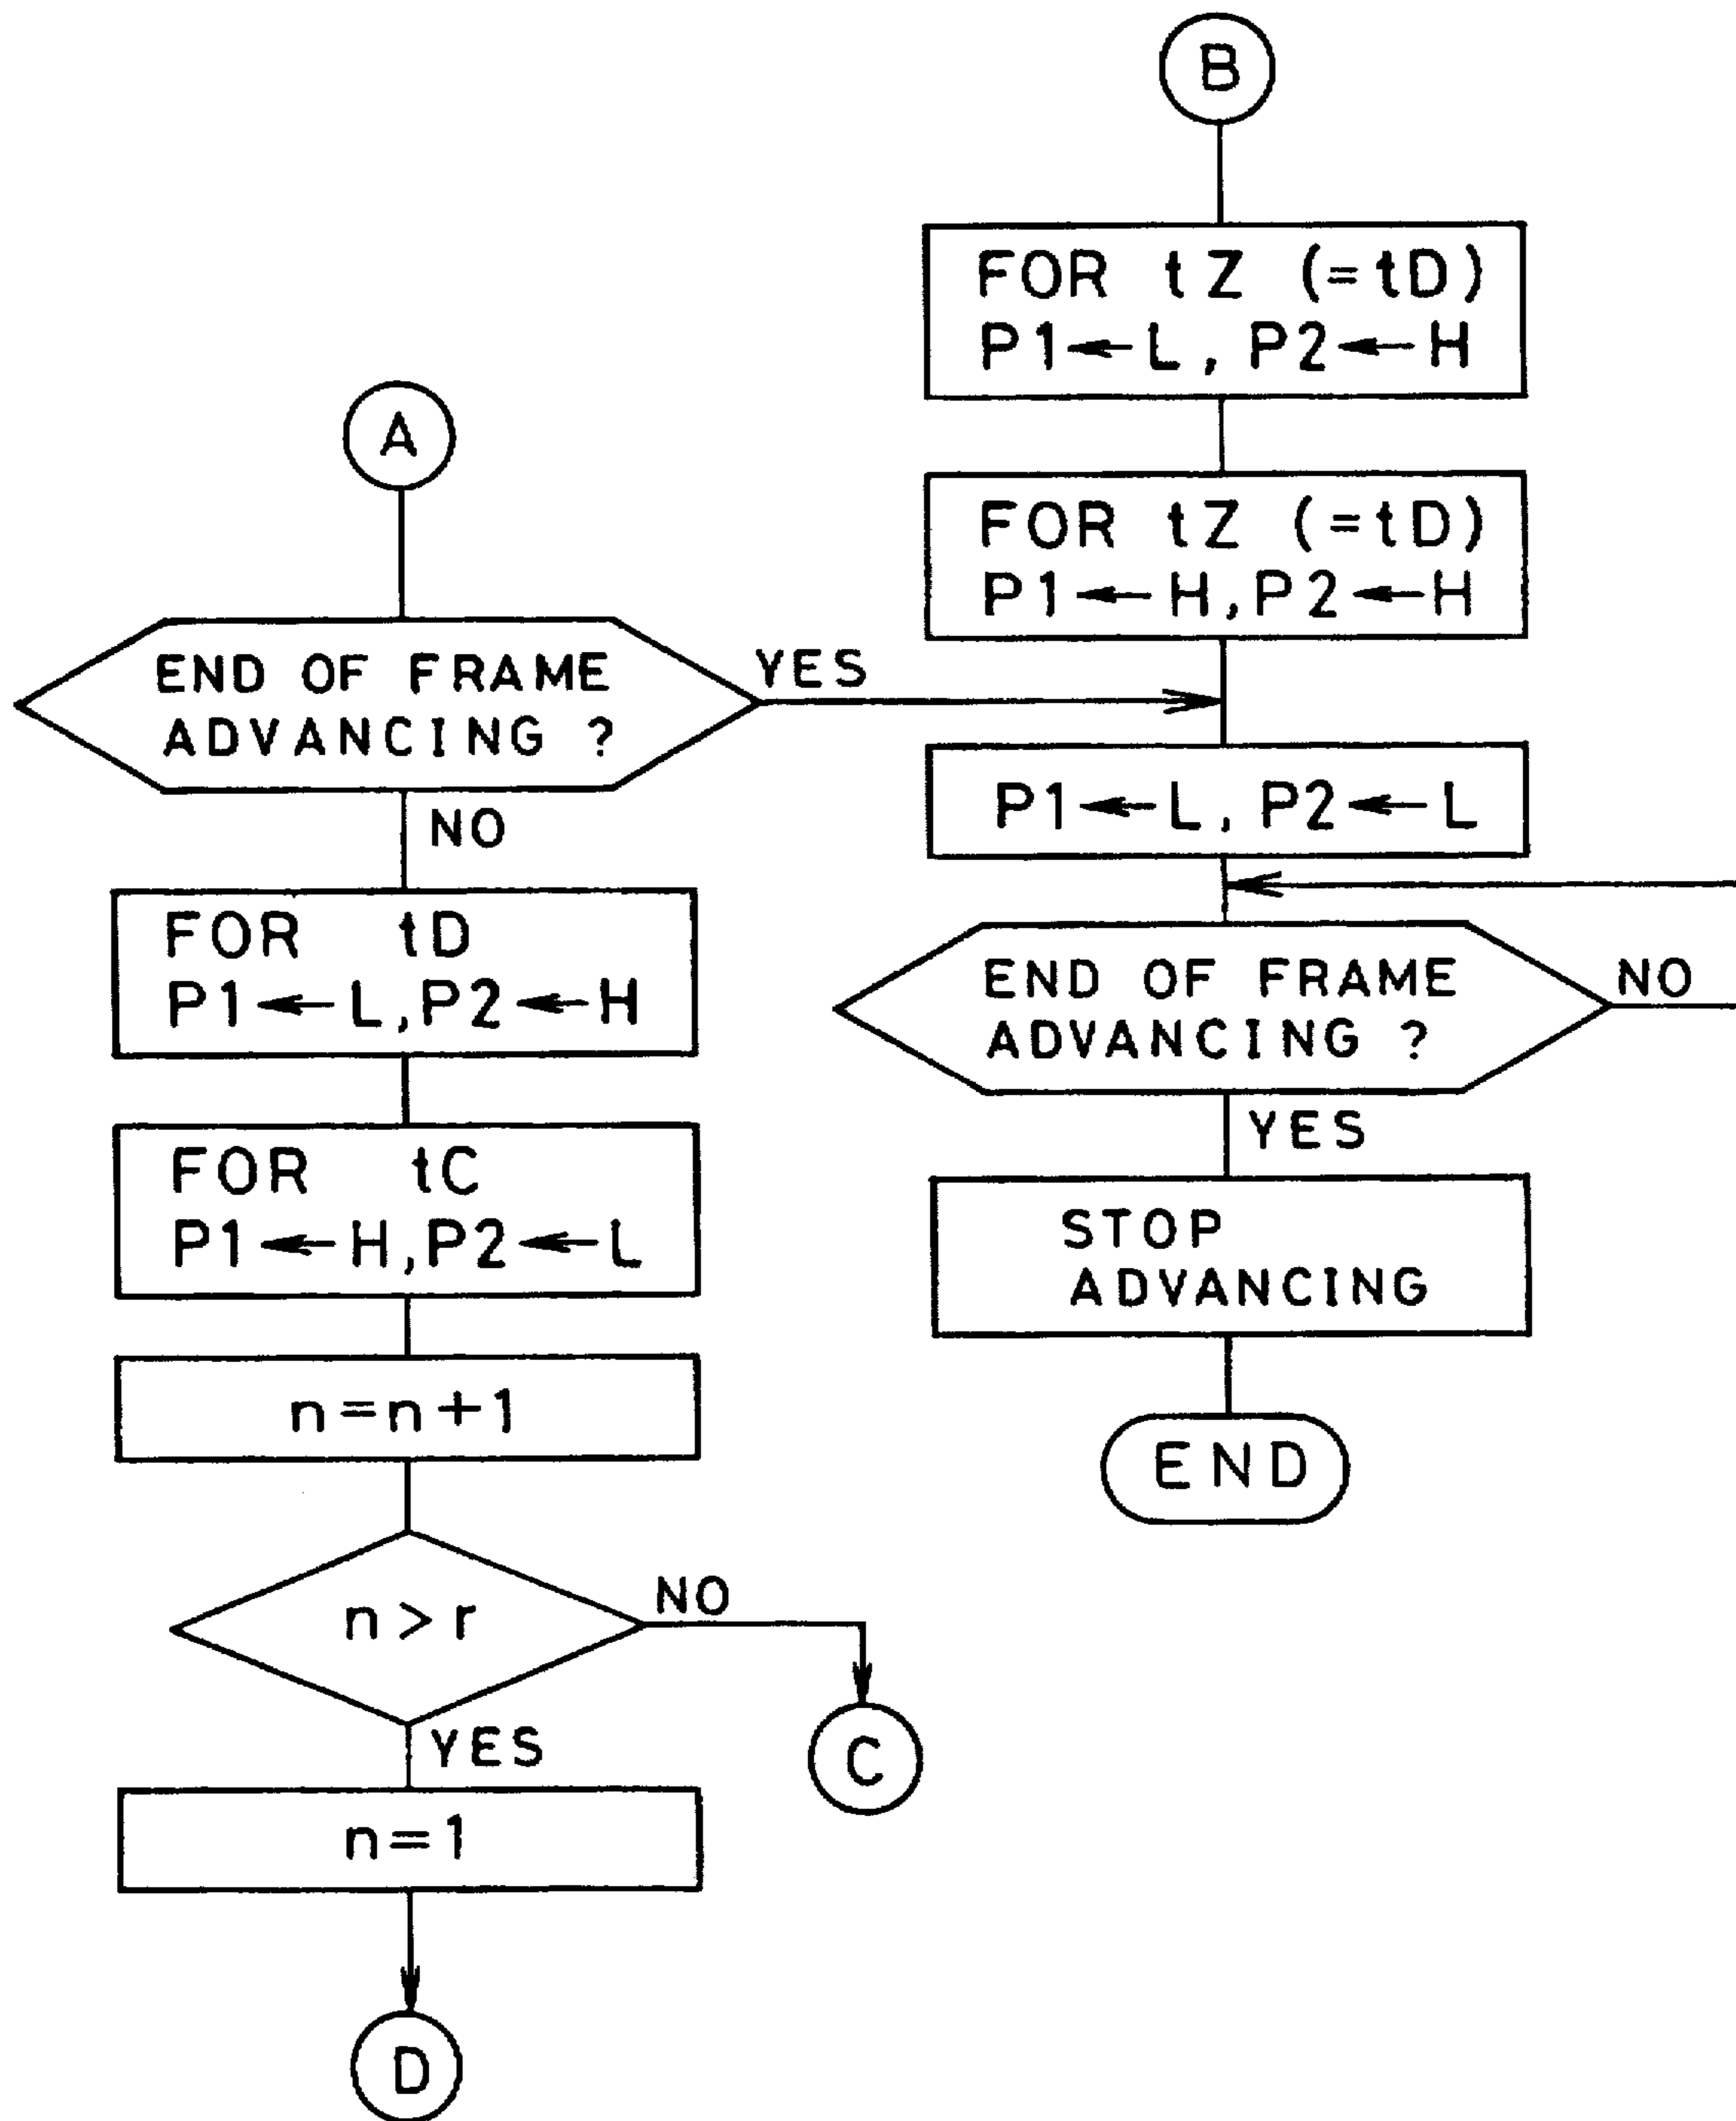 A
END OF FRAME
ADVANCING ?
YES
NO
FOR tD
P1←L,P2←H
FOR tC
P1←H,P2←L
n=n+1
n>r
NO
C
YES
n=1
D
B
FOR tZ (=tD)
P1←L, P2←H
FOR tZ (=tD)
P1←H,P2←H
P1←L, P2←L
END OF FRAME
ADVANCING ?
NO
YES
STOP
ADVANCING
END